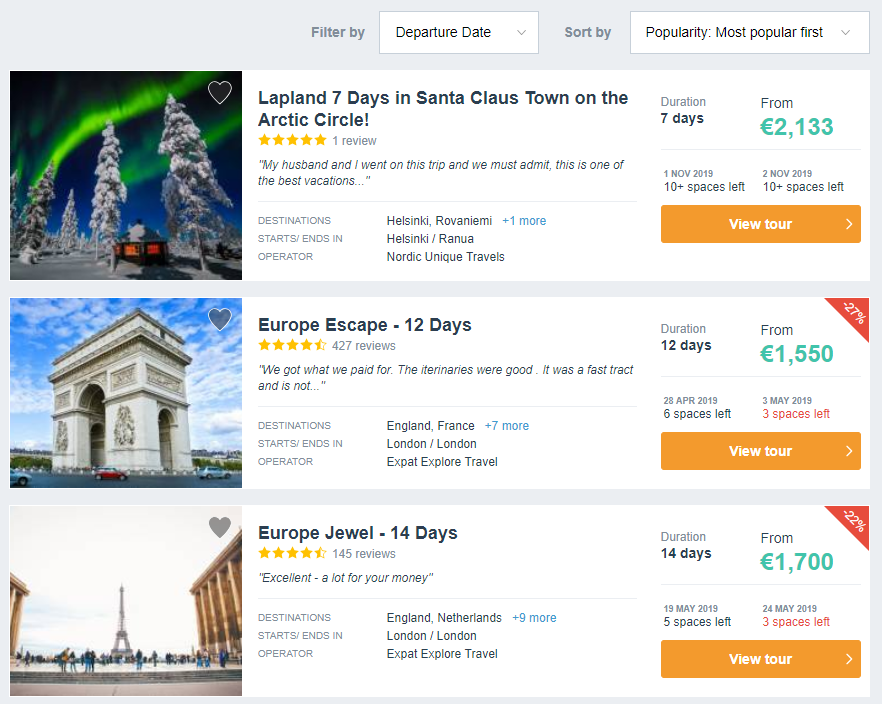 Filter by Departure Date Sort by Popularity: Most popular first
Lapland 7 Days in Santa Claus Town on the
Arctic Circle!
1 review
"My husband and I went on this trip and we must admit, this is one of
the best vacations..."
DESTINATIONS Helsinki, Rovaniemi +1 more
STARTS/ ENDS IN Helsinki / Ranua
OPERATOR Nordic Unique Travels
Duration From
7 days €2,133
1 NOV 2019 2 NOV 2019
10+ spaces left 10+ spaces left
View tour
Europe Escape - 12 Days
427 reviews
"We got what we paid for. The iterinaries were good . It was a fast tract
and is not..."
DESTINATIONS England, France +7 more
STARTS/ ENDS IN London / London
OPERATOR Expat Explore Travel
-27%
Duration From
12 days €1,550
28 APR 2019 3 MAY 2019
6 spaces left 3 spaces left
View tour
Europe Jewel - 14 Days
145 reviews
"Excellent - a lot for your money"
DESTINATIONS England, Netherlands +9 more
STARTS/ ENDS IN London / London
OPERATOR Expat Explore Travel
-22%
Duration From
14 days €1,700
19 MAY 2019 24 MAY 2019
5 spaces left 3 spaces left
View tour